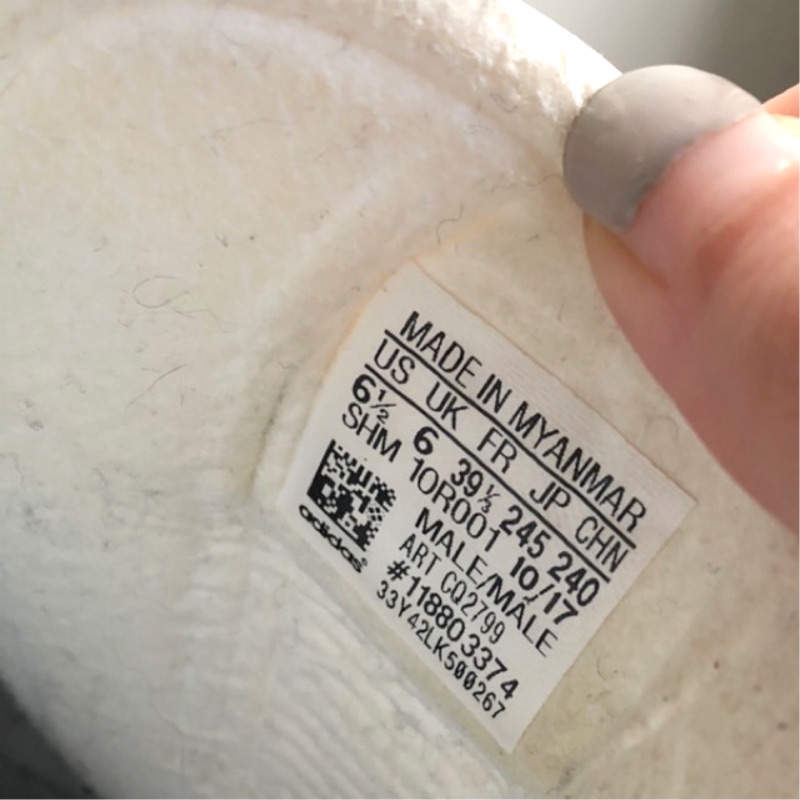 MADE IN MYANMAR
US UK FR JP CHN
6½ 6 39⅓ 245 240
SHM 10R001 10/17
MALE/MÂLE
ART CQ2799
#118803374
33Y42LK500267
adidas®